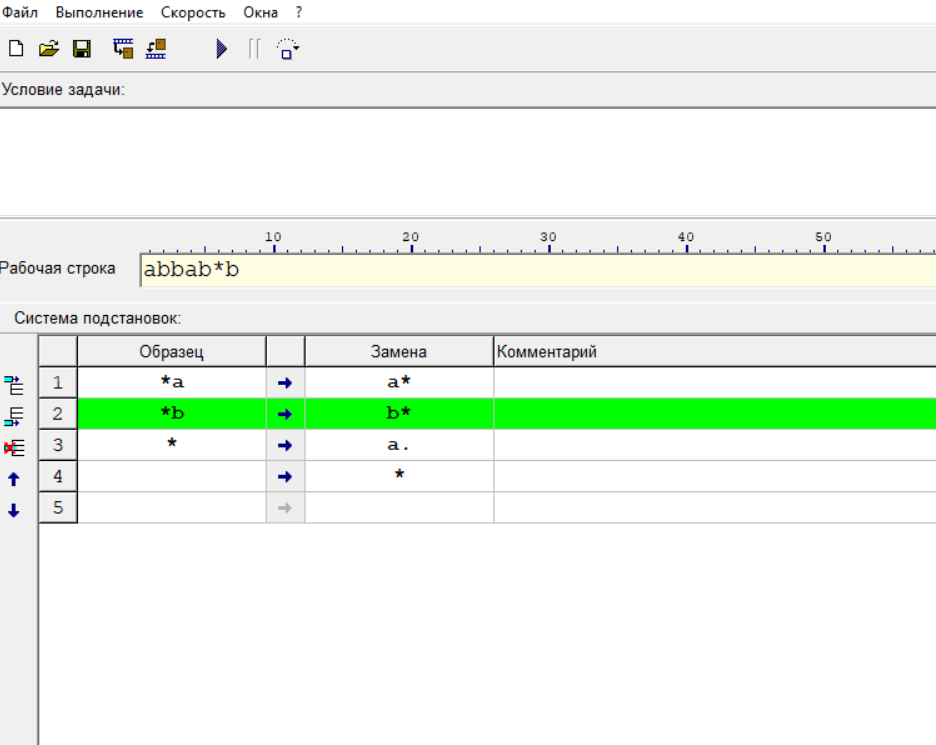 Файл Выполнение Скорость Окна ?
Условие задачи:
10 20 30 40 50
Рабочая строка abbab*b
Система подстановок:
Образец Замена Комментарий
1 *a ➔ a*
2 *b ➔ b*
3 * ➔ a.
4 ➔ *
5 ➔